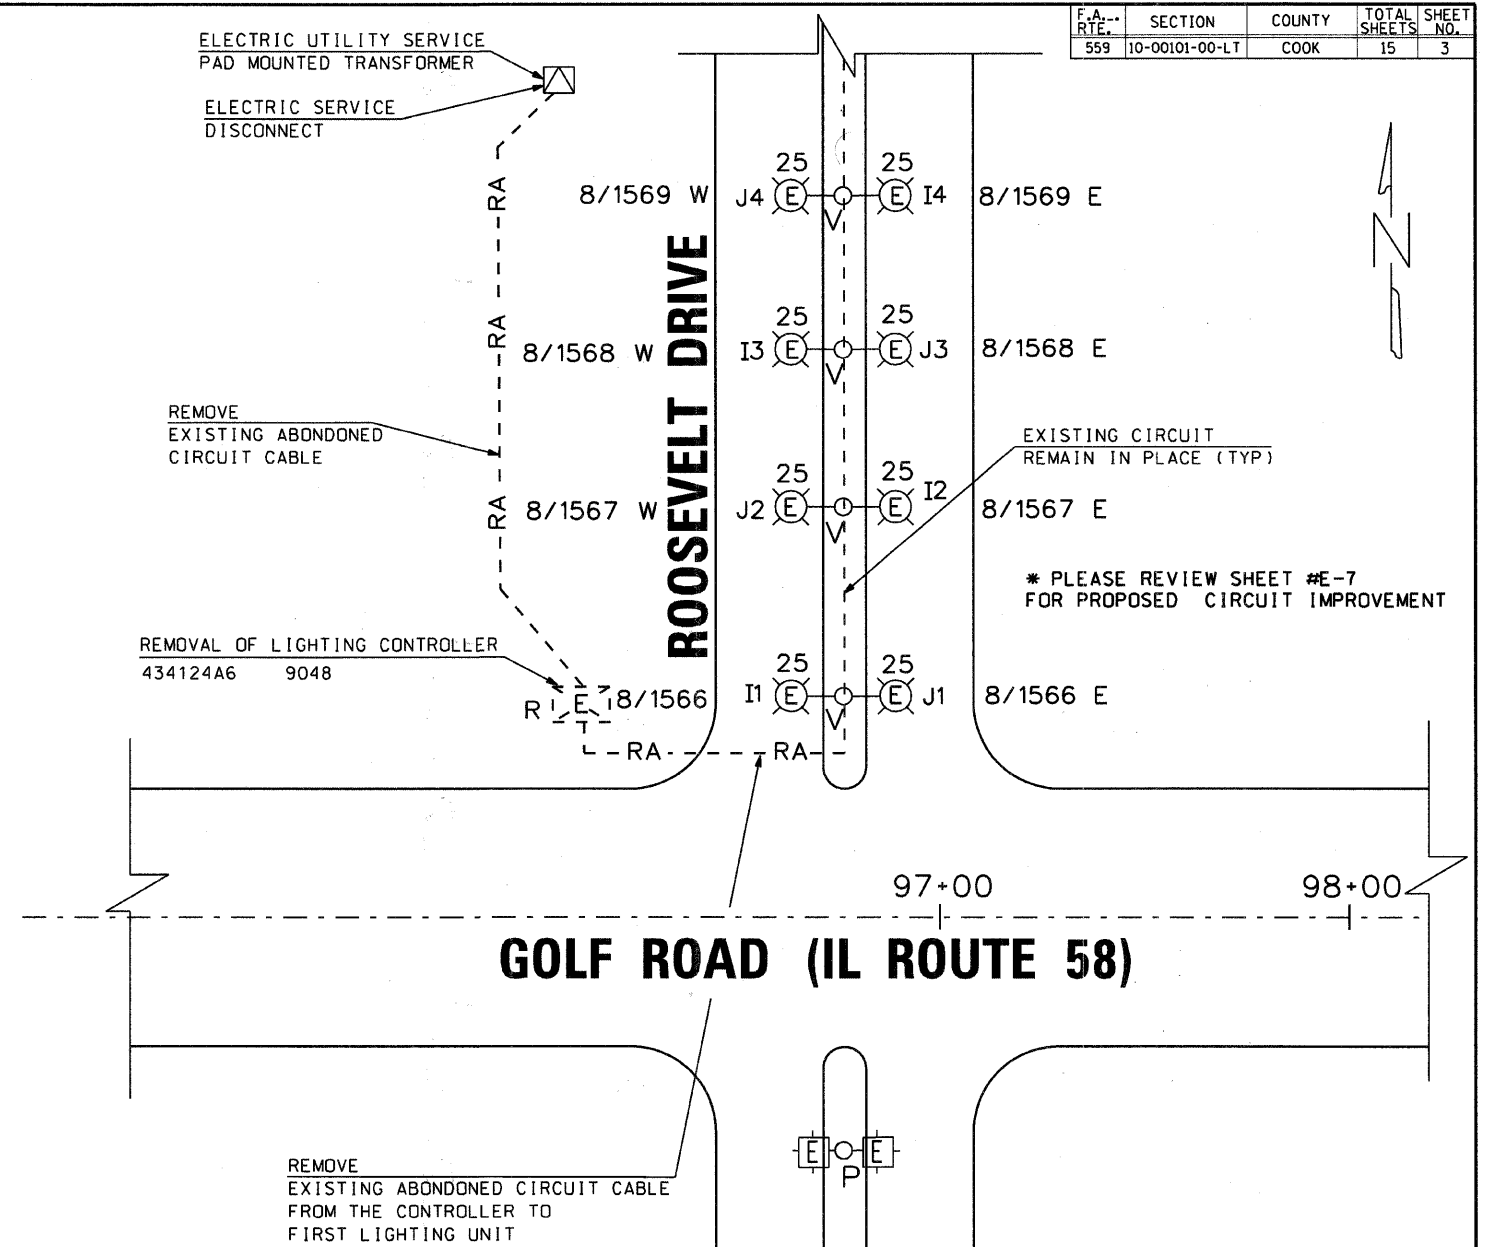 F.A. RTE. SECTION COUNTY TOTAL SHEETS SHEET NO.
559 10-00101-00-LT COOK 15 3
ELECTRIC UTILITY SERVICE
PAD MOUNTED TRANSFORMER
ELECTRIC SERVICE
DISCONNECT
25 25
8/1569 W J4 E E I4 8/1569 E
V
RA
N
ROOSEVELT DRIVE
25 25
8/1568 W I3 E E J3 8/1568 E
V
RA
REMOVE
EXISTING ABONDONED
CIRCUIT CABLE
EXISTING CIRCUIT
REMAIN IN PLACE (TYP)
25 25
8/1567 W J2 E E I2 8/1567 E
V
RA
* PLEASE REVIEW SHEET #E-7
FOR PROPOSED CIRCUIT IMPROVEMENT
REMOVAL OF LIGHTING CONTROLLER
434124A6 9048
25 25
R E 8/1566 I1 E E J1 8/1566 E
V
RA RA
97+00 98+00
GOLF ROAD (IL ROUTE 58)
E E
P
REMOVE
EXISTING ABONDONED CIRCUIT CABLE
FROM THE CONTROLLER TO
FIRST LIGHTING UNIT